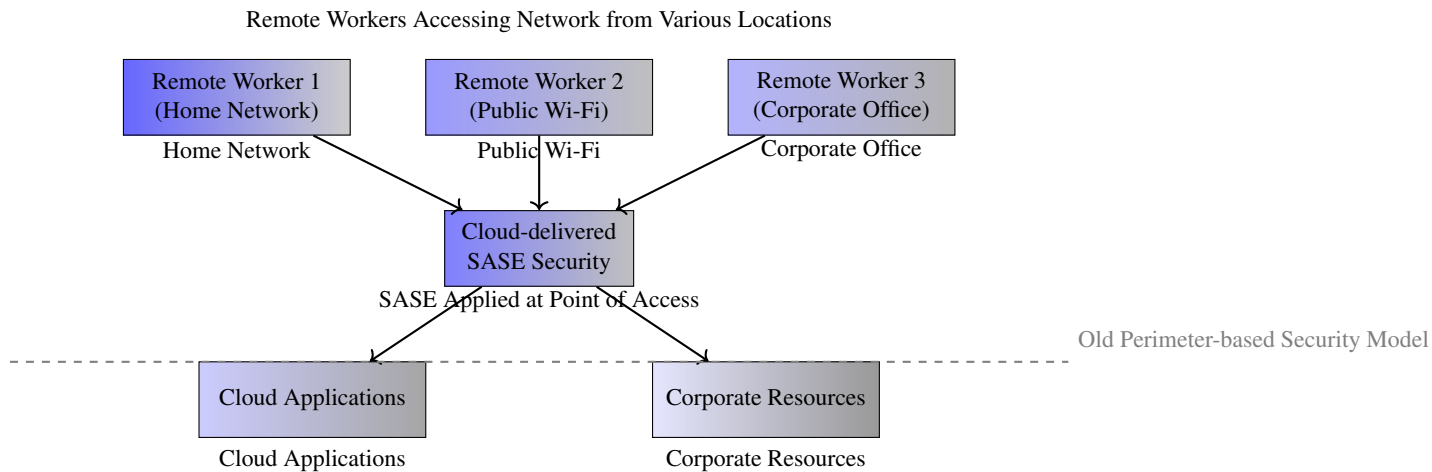 Remote Workers Accessing Network from Various Locations
Remote Worker 1
(Home Network)
Remote Worker 2
(Public Wi-Fi)
Remote Worker 3
(Corporate Office)
Home Network
Public Wi-Fi
Corporate Office
Cloud-delivered
SASE Security
SASE Applied at Point of Access
Old Perimeter-based Security Model
Cloud Applications
Corporate Resources
Cloud Applications
Corporate Resources